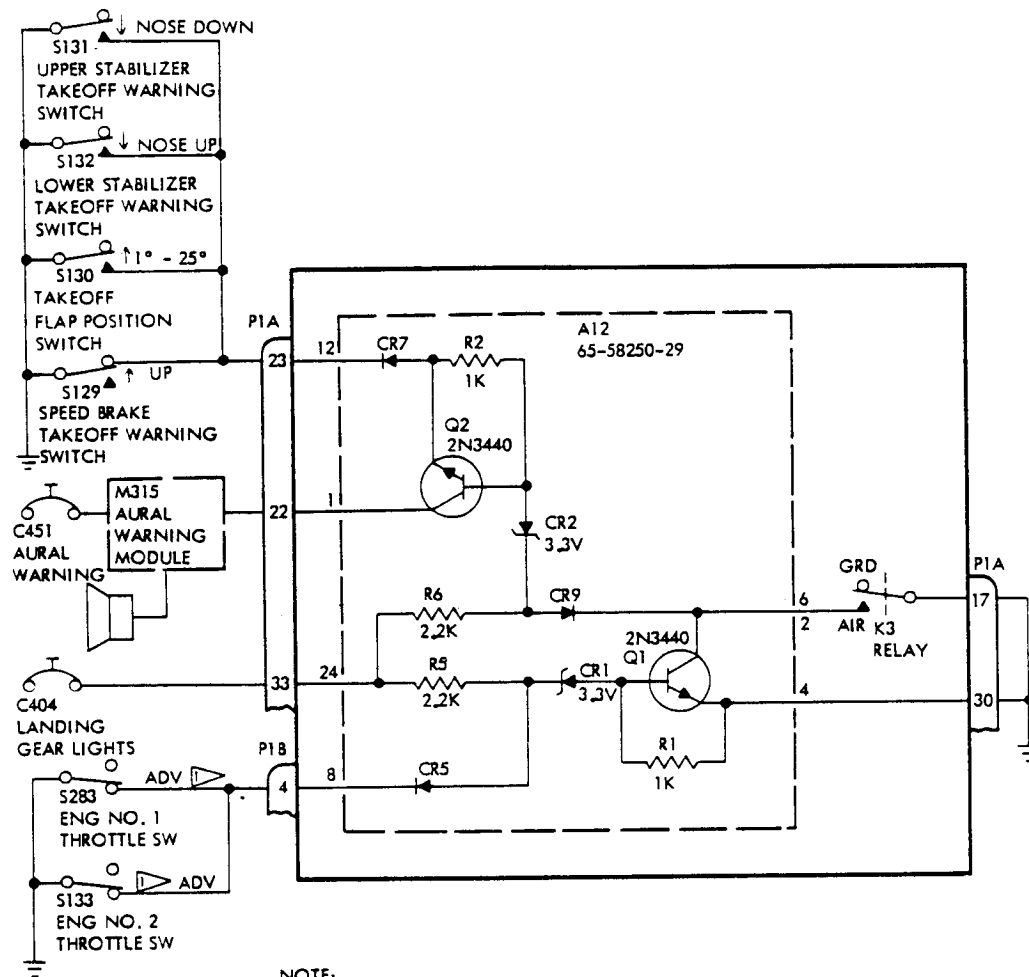 NOSE DOWN
S131
UPPER STABILIZER
TAKEOFF WARNING
SWITCH
NOSE UP
S132
LOWER STABILIZER
TAKEOFF WARNING
SWITCH
1° - 25°
S130
TAKEOFF
FLAP POSITION
SWITCH
UP
S129
SPEED BRAKE
TAKEOFF WARNING
SWITCH
P1A
23
12
CR7
R2
1K
A12
65-58250-29
Q2
2N3440
M315
AURAL
WARNING
MODULE
C451
AURAL
WARNING
22
1
CR2
3.3V
R6
2.2K
CR9
6
2
GRD
AIR
K3
RELAY
P1A
17
2N3440
Q1
C404
LANDING
GEAR LIGHTS
33
24
R5
2.2K
CR1
3.3V
4
30
R1
1K
P1B
4
8
CR5
ADV
1
S283
ENG NO. 1
THROTTLE SW
1
ADV
S133
ENG NO. 2
THROTTLE SW
NOTE: